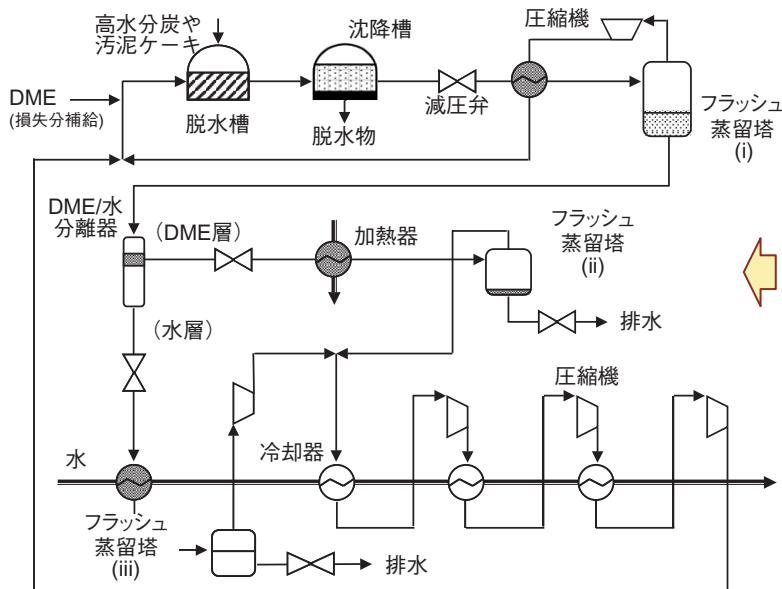 高水分炭や
汚泥ケーキ
沈降槽
圧縮機
DME
(損失分補給)
脱水槽
脱水物
減圧弁
フラッシュ
蒸留塔
(i)
DME/水
分離器
（DME層）
加熱器
フラッシュ
蒸留塔
(ii)
（水層）
排水
圧縮機
水
冷却器
フラッシュ
蒸留塔
(iii)
排水